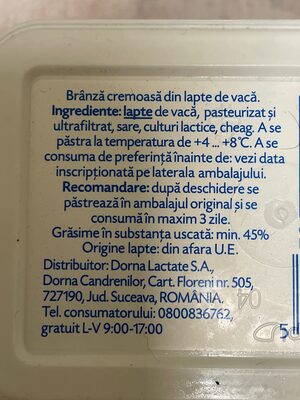 Brânză cremoasă din lapte de vacă.
Ingrediente: lapte de vacă, pasteurizat și
ultrafiltrat, sare, culturi lactice, cheag. A se
păstra la temperatura de +4 ... +8°C. A se
consuma de preferință înainte de: vezi data
inscripționată pe laterala ambalajului.
Recomandare: după deschidere se
păstrează în ambalajul original și se
consumă în maxim 3 zile.
Grăsime în substanța uscată: min. 45%
Origine lapte: din afara U.E.
Distribuitor: Dorna Lactate S.A.,
Dorna Candrenilor, Cart. Floreni nr. 505,
727190, Jud. Suceava, ROMÂNIA.
Tel. consumatorului: 0800836762,
gratuit L-V 9:00-17:00